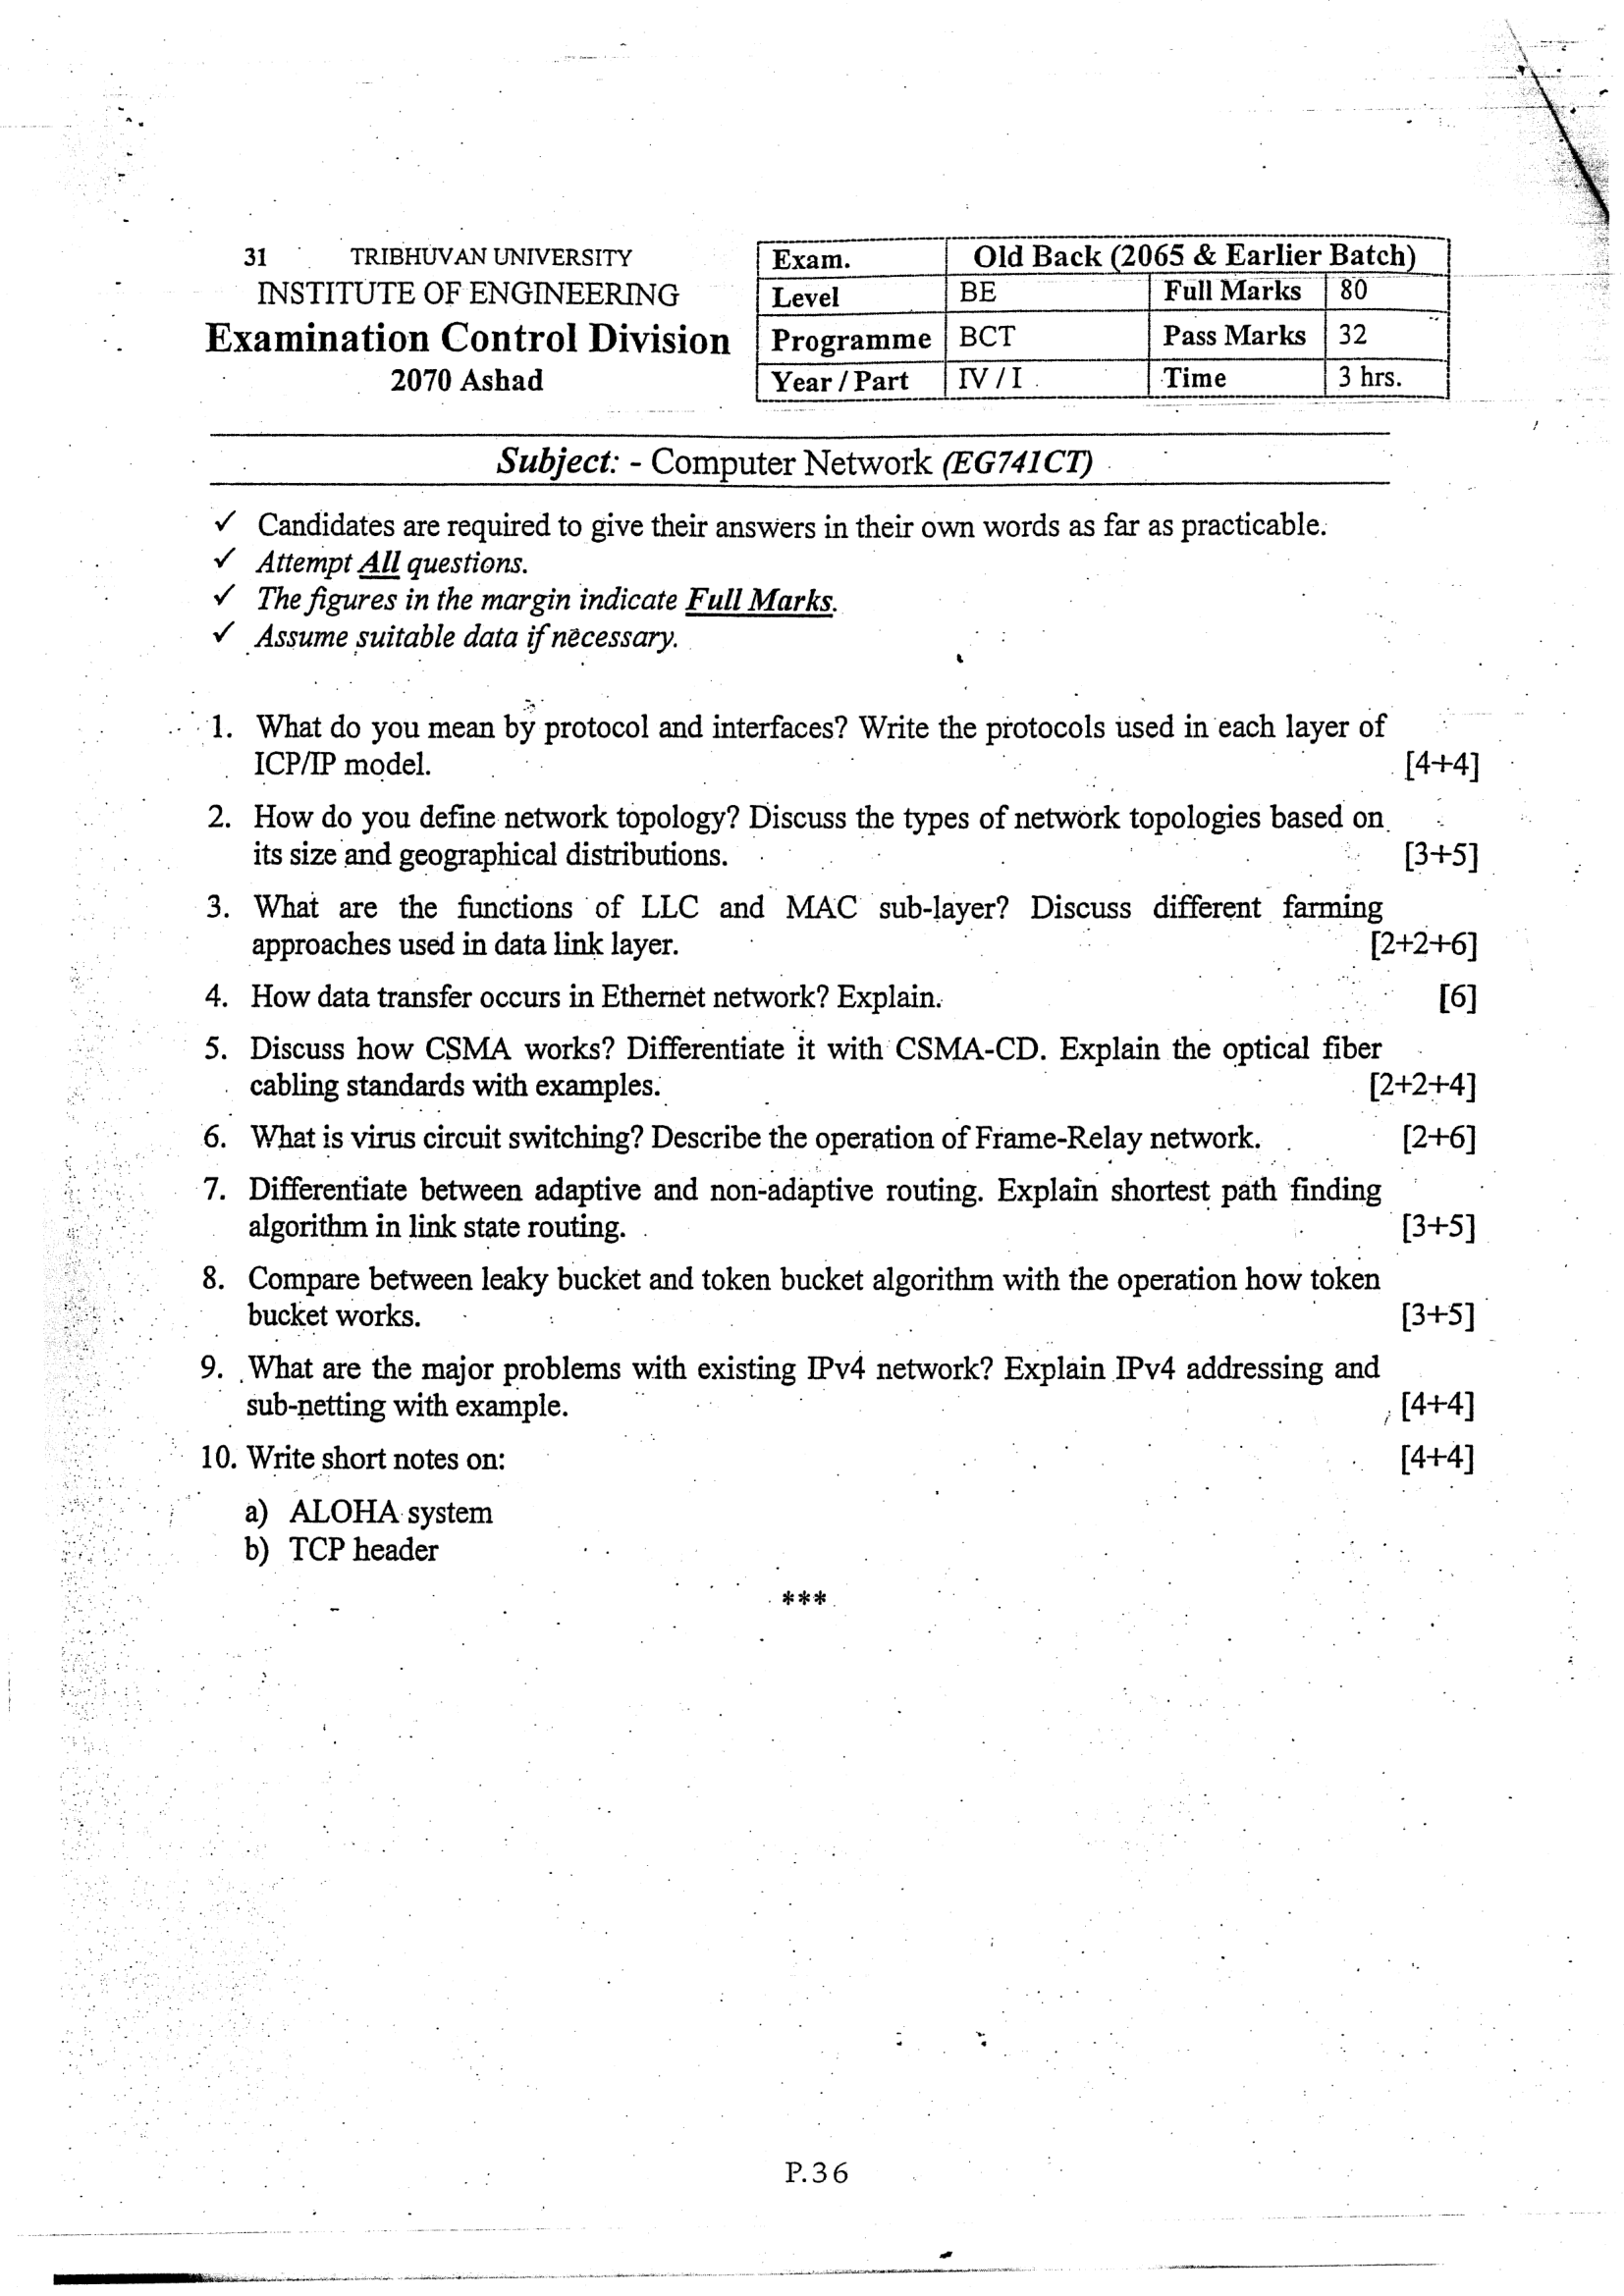 31 TRIBHUVAN UNIVERSITY
INSTITUTE OF ENGINEERING
Examination Control Division
2070 Ashad
Exam. Old Back (2065 & Earlier Batch)
Level BE Full Marks 80
Programme BCT Pass Marks 32
Year / Part IV / I Time 3 hrs.
Subject: - Computer Network (EG741CT)
✓ Candidates are required to give their answers in their own words as far as practicable.
✓ Attempt All questions.
✓ The figures in the margin indicate Full Marks.
✓ Assume suitable data if necessary.
1. What do you mean by protocol and interfaces? Write the protocols used in each layer of
ICP/IP model. [4+4]
2. How do you define network topology? Discuss the types of network topologies based on
its size and geographical distributions. [3+5]
3. What are the functions of LLC and MAC sub-layer? Discuss different farming
approaches used in data link layer. [2+2+6]
4. How data transfer occurs in Ethernet network? Explain. [6]
5. Discuss how CSMA works? Differentiate it with CSMA-CD. Explain the optical fiber
cabling standards with examples. [2+2+4]
6. What is virus circuit switching? Describe the operation of Frame-Relay network. [2+6]
7. Differentiate between adaptive and non-adaptive routing. Explain shortest path finding
algorithm in link state routing. [3+5]
8. Compare between leaky bucket and token bucket algorithm with the operation how token
bucket works. [3+5]
9. What are the major problems with existing IPv4 network? Explain IPv4 addressing and
sub-netting with example. [4+4]
10. Write short notes on: [4+4]
a) ALOHA system
b) TCP header
***
P.36